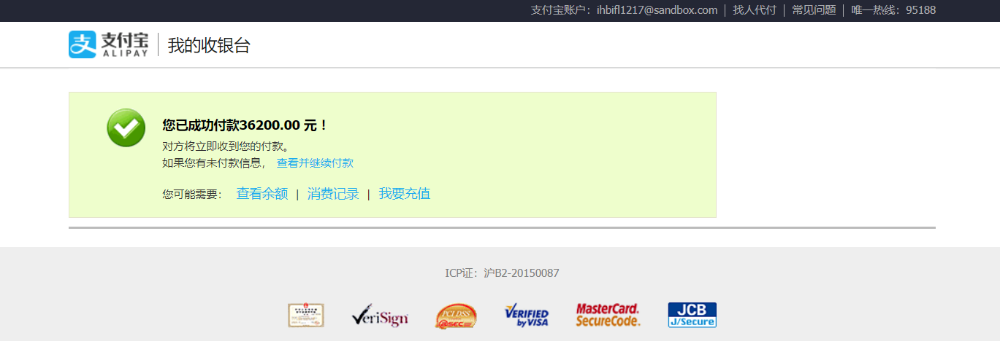 支付宝账户：ihbifl1217@sandbox.com | 找人代付 | 常见问题 | 唯一热线：95188
支付宝
ALIPAY
我的收银台
您已成功付款36200.00 元！
对方将立即收到您的付款。
如果您有未付款信息， 查看并继续付款
您可能需要： 查看余额 | 消费记录 | 我要充值
ICP证：沪B2-20150087
VeriSign
PCI DSS
VERIFIED
by VISA
MasterCard.
SecureCode.
JCB
J/Secure